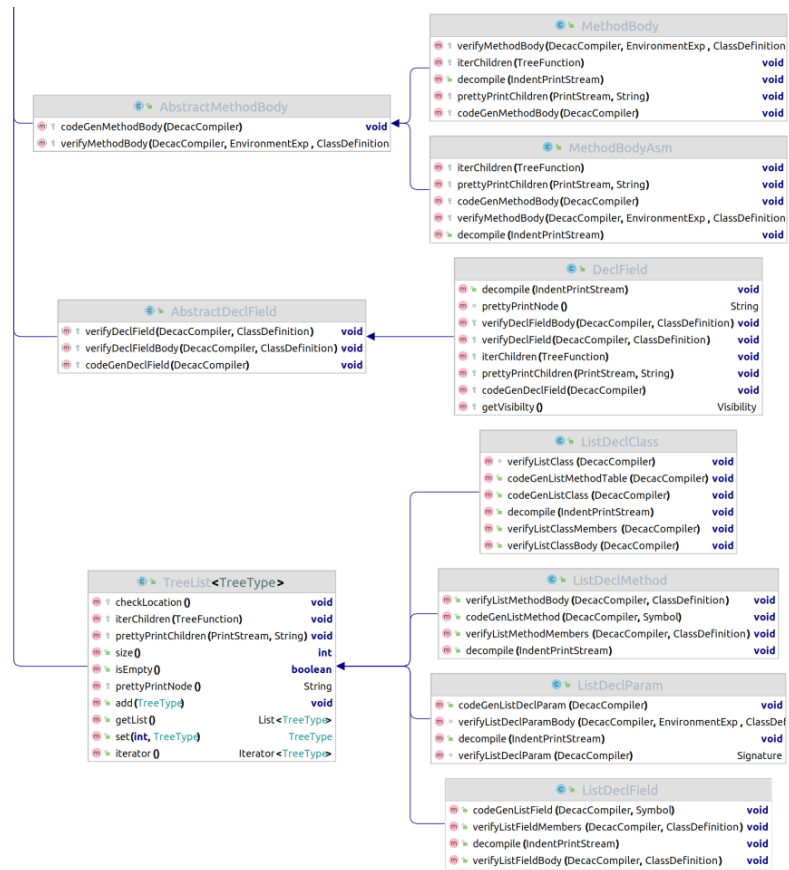 MethodBody
verifyMethodBody(DecacCompiler, EnvironmentExp , ClassDefinition
iterChildren(TreeFunction) void
decompile(IndentPrintStream) void
prettyPrintChildren(PrintStream, String) void
codeGenMethodBody(DecacCompiler) void
AbstractMethodBody
codeGenMethodBody(DecacCompiler) void
verifyMethodBody(DecacCompiler, EnvironmentExp , ClassDefinition
MethodBodyAsm
iterChildren(TreeFunction) void
prettyPrintChildren(PrintStream, String) void
codeGenMethodBody(DecacCompiler) void
verifyMethodBody(DecacCompiler, EnvironmentExp , ClassDefinition
decompile(IndentPrintStream) void
DeclField
decompile(IndentPrintStream) void
prettyPrintNode() String
verifyDeclFieldBody(DecacCompiler, ClassDefinition) void
verifyDeclField(DecacCompiler, ClassDefinition) void
iterChildren(TreeFunction) void
prettyPrintChildren(PrintStream, String) void
codeGenDeclField(DecacCompiler) void
getVisibilty() Visibility
AbstractDeclField
verifyDeclField(DecacCompiler, ClassDefinition) void
verifyDeclFieldBody(DecacCompiler, ClassDefinition) void
codeGenDeclField(DecacCompiler) void
ListDeclClass
verifyListClass(DecacCompiler) void
codeGenListMethodTable(DecacCompiler) void
codeGenListClass(DecacCompiler) void
decompile(IndentPrintStream) void
verifyListClassMembers (DecacCompiler) void
verifyListClassBody(DecacCompiler) void
TreeList<TreeType>
checkLocation() void
iterChildren(TreeFunction) void
prettyPrintChildren(PrintStream, String) void
size() int
isEmpty() boolean
prettyPrintNode() String
add(TreeType) void
getList() List<TreeType>
set(int, TreeType) TreeType
iterator() Iterator<TreeType>
ListDeclMethod
verifyListMethodBody(DecacCompiler, ClassDefinition) void
codeGenListMethod(DecacCompiler, Symbol) void
verifyListMethodMembers (DecacCompiler, ClassDefinition) void
decompile(IndentPrintStream) void
ListDeclParam
codeGenListDeclParam(DecacCompiler) void
verifyListDeclParamBody (DecacCompiler, EnvironmentExp , ClassDef
decompile(IndentPrintStream) void
verifyListDeclParam(DecacCompiler) Signature
ListDeclField
codeGenListField(DecacCompiler, Symbol) void
verifyListFieldMembers (DecacCompiler, ClassDefinition) void
decompile(IndentPrintStream) void
verifyListFieldBody(DecacCompiler, ClassDefinition) void